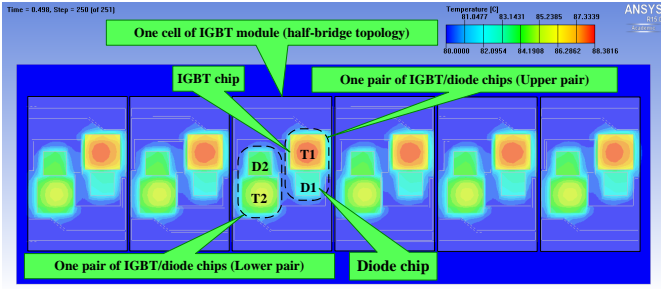 Time = 0.498, Step = 250 (of 251)
Temperature [C]
81.0477 83.1431 85.2385 87.3339
80.0000 82.0954 84.1908 86.2862 88.3816
ANSYS
R15.0
One cell of IGBT module (half-bridge topology)
IGBT chip
One pair of IGBT/diode chips (Upper pair)
T1
D2
D1
T2
One pair of IGBT/diode chips (Lower pair)
Diode chip